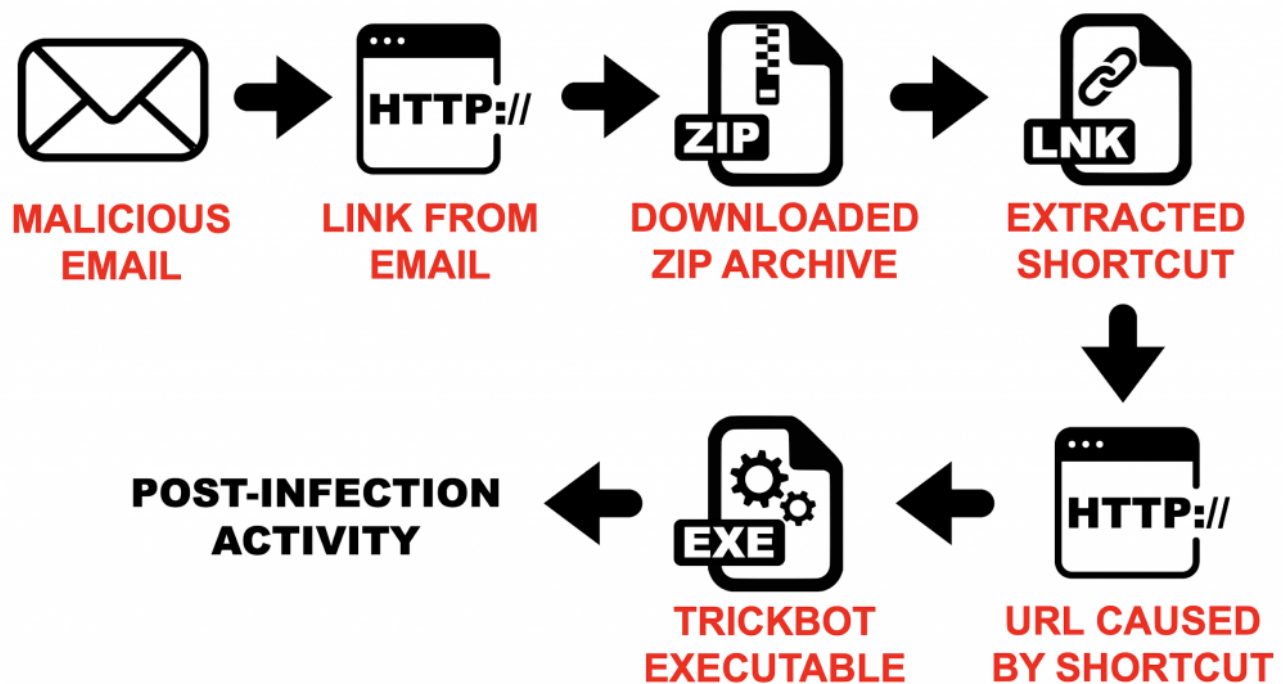 HTTP://
ZIP
LNK
MALICIOUS
EMAIL
LINK FROM
EMAIL
DOWNLOADED
ZIP ARCHIVE
EXTRACTED
SHORTCUT
POST-INFECTION
ACTIVITY
EXE
HTTP://
TRICKBOT
EXECUTABLE
URL CAUSED
BY SHORTCUT